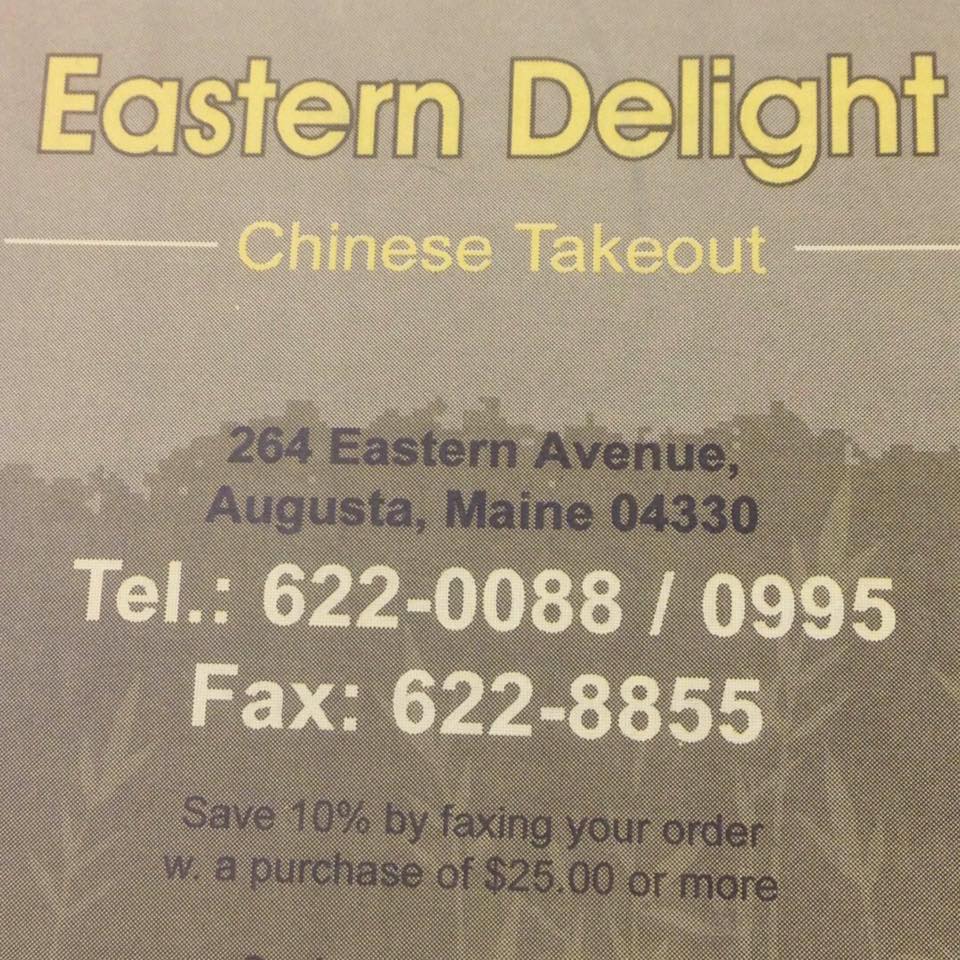 Eastern Delight
Chinese Takeout
264 Eastern Avenue,
Augusta, Maine 04330
Tel.: 622-0088 / 0995
Fax: 622-8855
Save 10% by faxing your order
w. a purchase of $25.00 or more